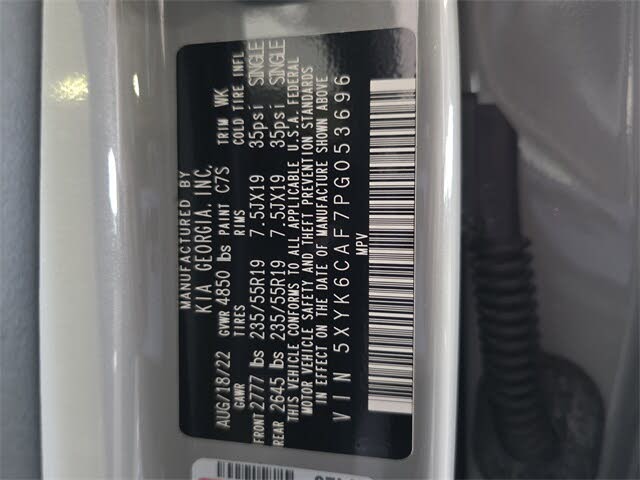 MANUFACTURED BY
KIA GEORGIA, INC.
AUG/18/22 GVWR 4850 lbs PAINT C7S TRIM WK
GAWR TIRES RIMS COLD TIRE INFL
FRONT 2777 lbs 235/55R19 7.5JX19 35psi SINGLE
REAR 2645 lbs 235/55R19 7.5JX19 35psi SINGLE
THIS VEHICLE CONFORMS TO ALL APPLICABLE U.S.A. FEDERAL
MOTOR VEHICLE SAFETY AND THEFT PREVENTION STANDARDS
IN EFFECT ON THE DATE OF MANUFACTURE SHOWN ABOVE
VIN 5XYK6CAF7PG053696
MPV